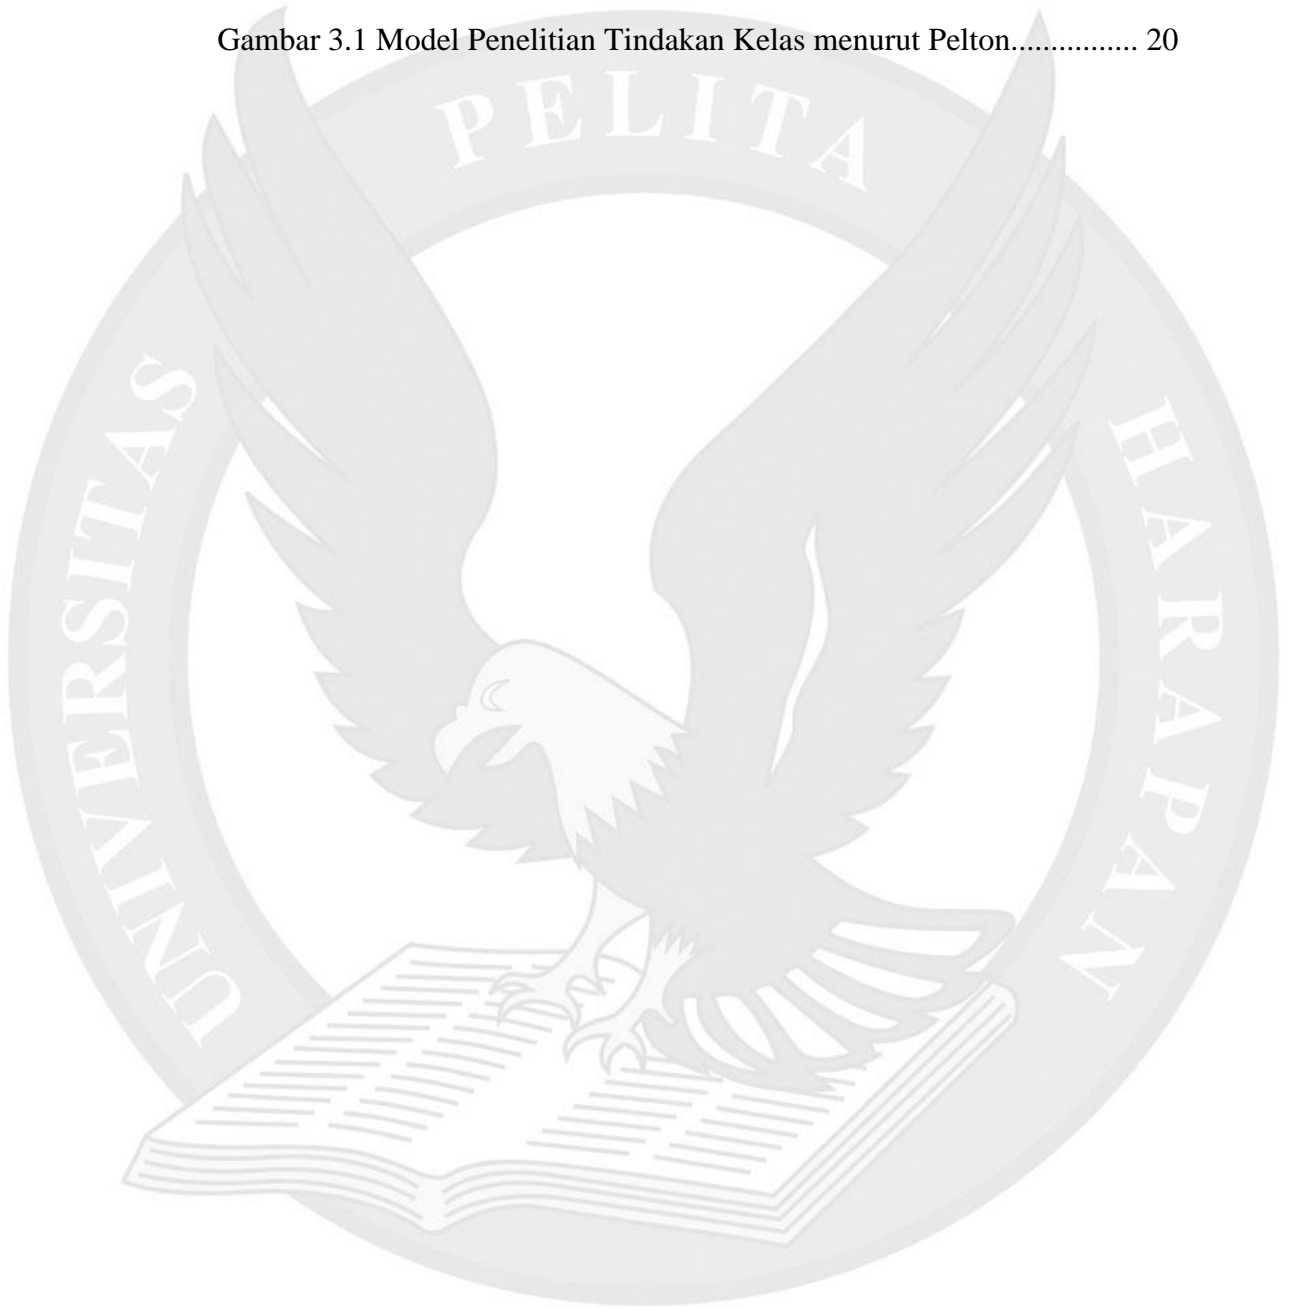 Gambar 3.1 Model Penelitian Tindakan Kelas menurut Pelton............... 20
UNIVERSITAS PELITA HARAPAN